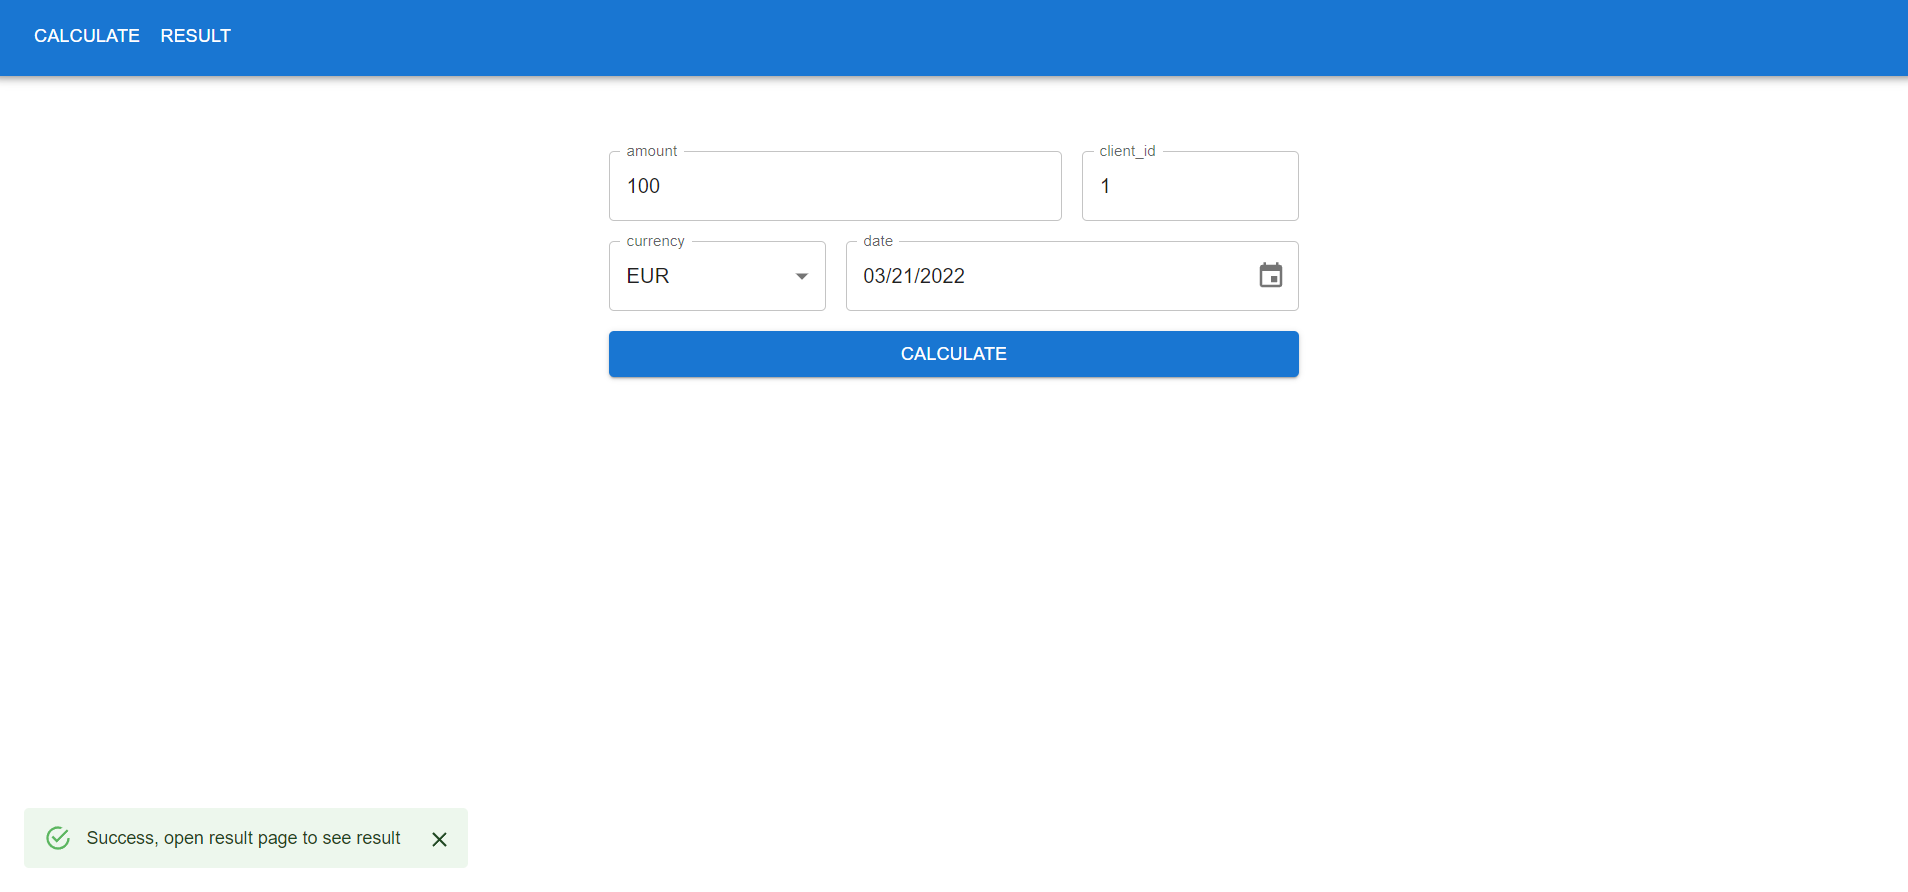 CALCULATE RESULT
amount
100
client_id
1
currency
EUR
date
03/21/2022
CALCULATE
Success, open result page to see result